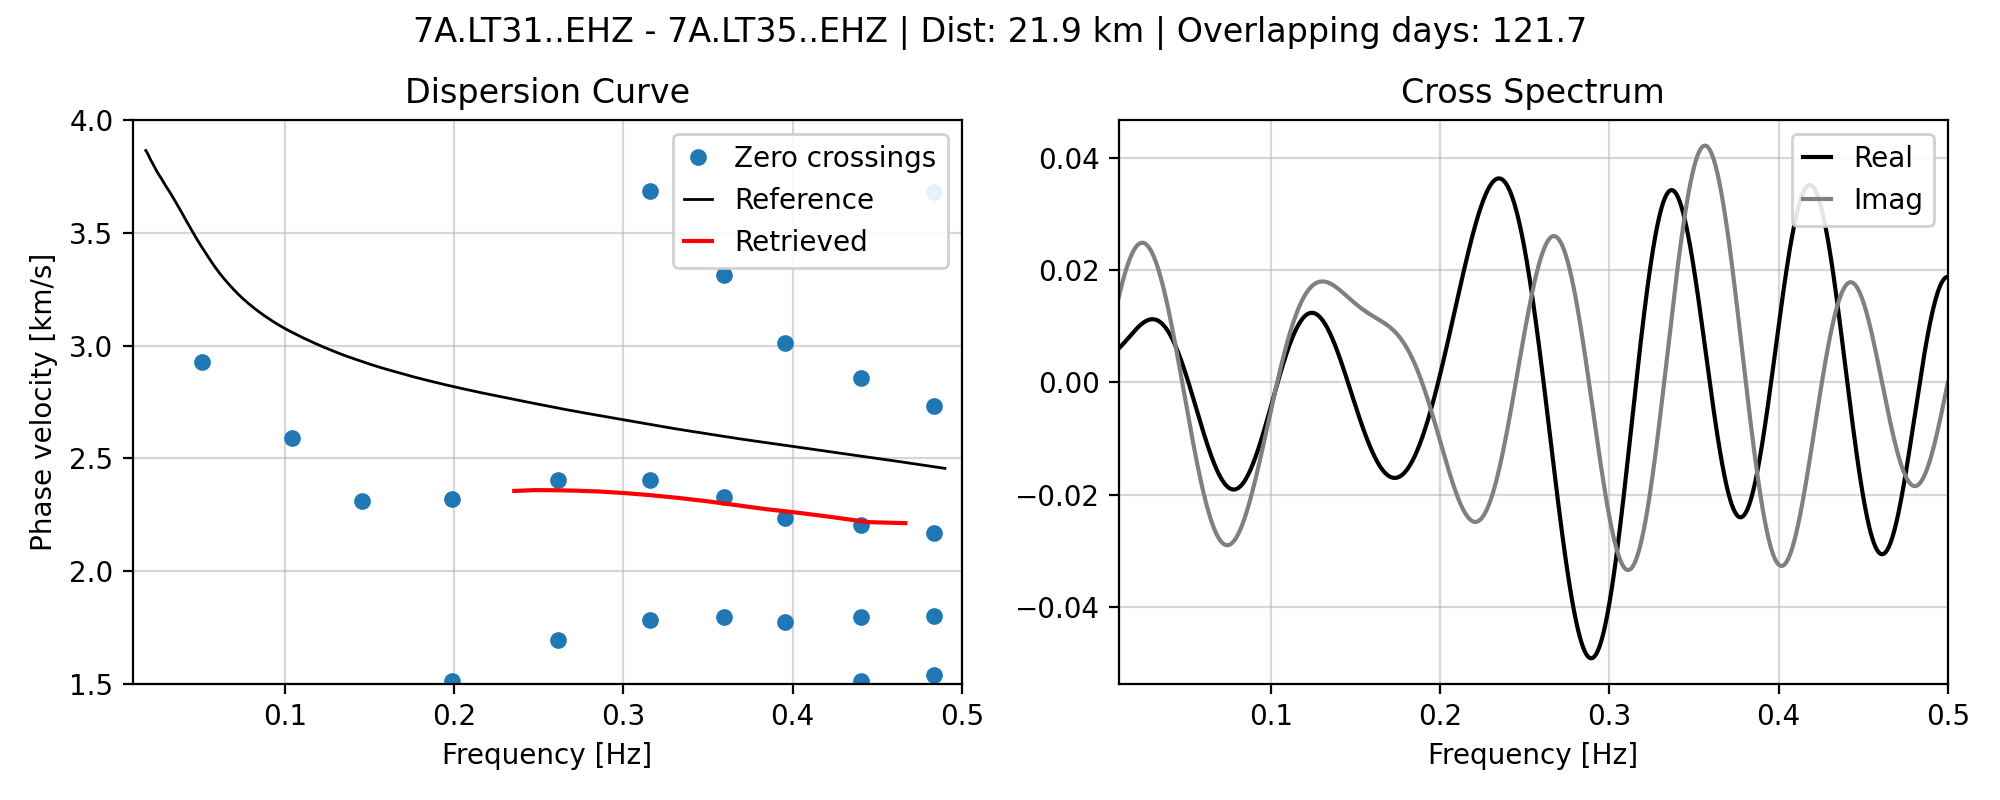 7A.LT31..EHZ - 7A.LT35..EHZ | Dist: 21.9 km | Overlapping days: 121.7
Dispersion Curve
Phase velocity [km/s]
4.0
3.5
3.0
2.5
2.0
1.5
Zero crossings
Reference
Retrieved
0.1
0.2
0.3
0.4
0.5
Frequency [Hz]
Cross Spectrum
0.04
0.02
0.00
−0.02
−0.04
Real
Imag
0.1
0.2
0.3
0.4
0.5
Frequency [Hz]